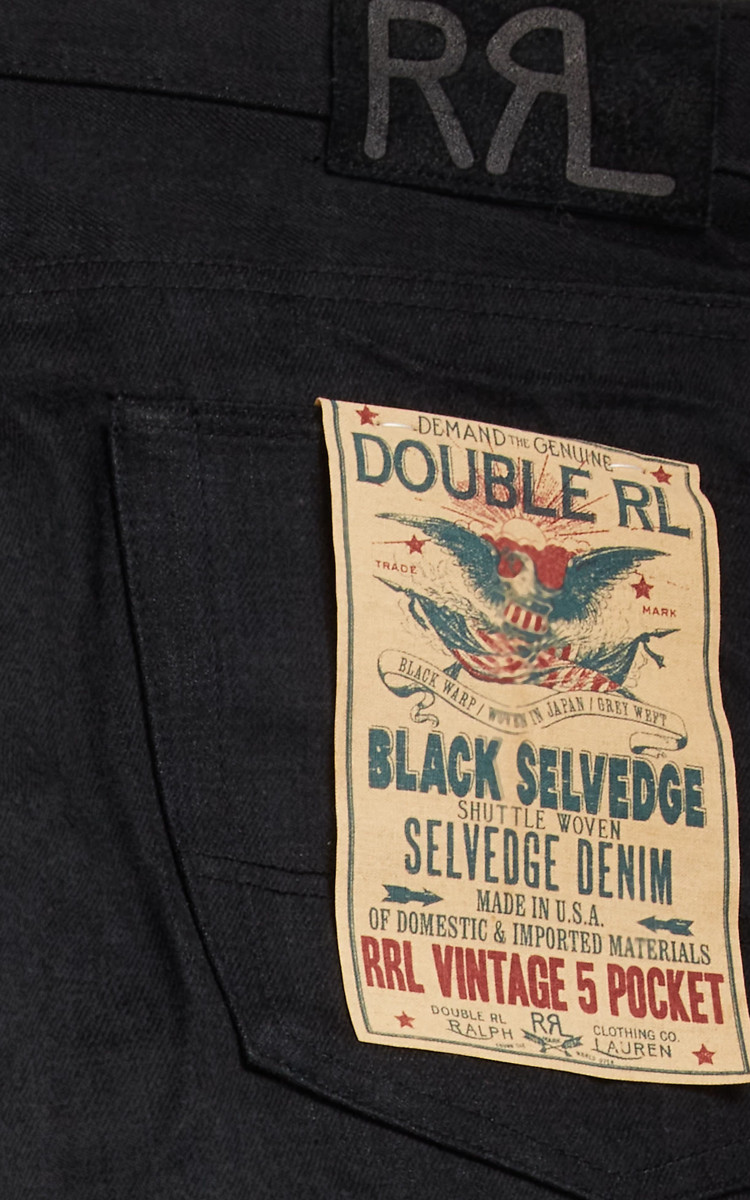 RRL
DEMAND THE GENUINE
DOUBLE RL
TRADE
MARK
BLACK WARP / WOVEN IN JAPAN / GREY WEFT
BLACK SELVEDGE
SHUTTLE WOVEN
SELVEDGE DENIM
MADE IN U.S.A.
OF DOMESTIC & IMPORTED MATERIALS
RRL VINTAGE 5 POCKET
DOUBLE RL RRL CLOTHING CO.
RALPH LAUREN